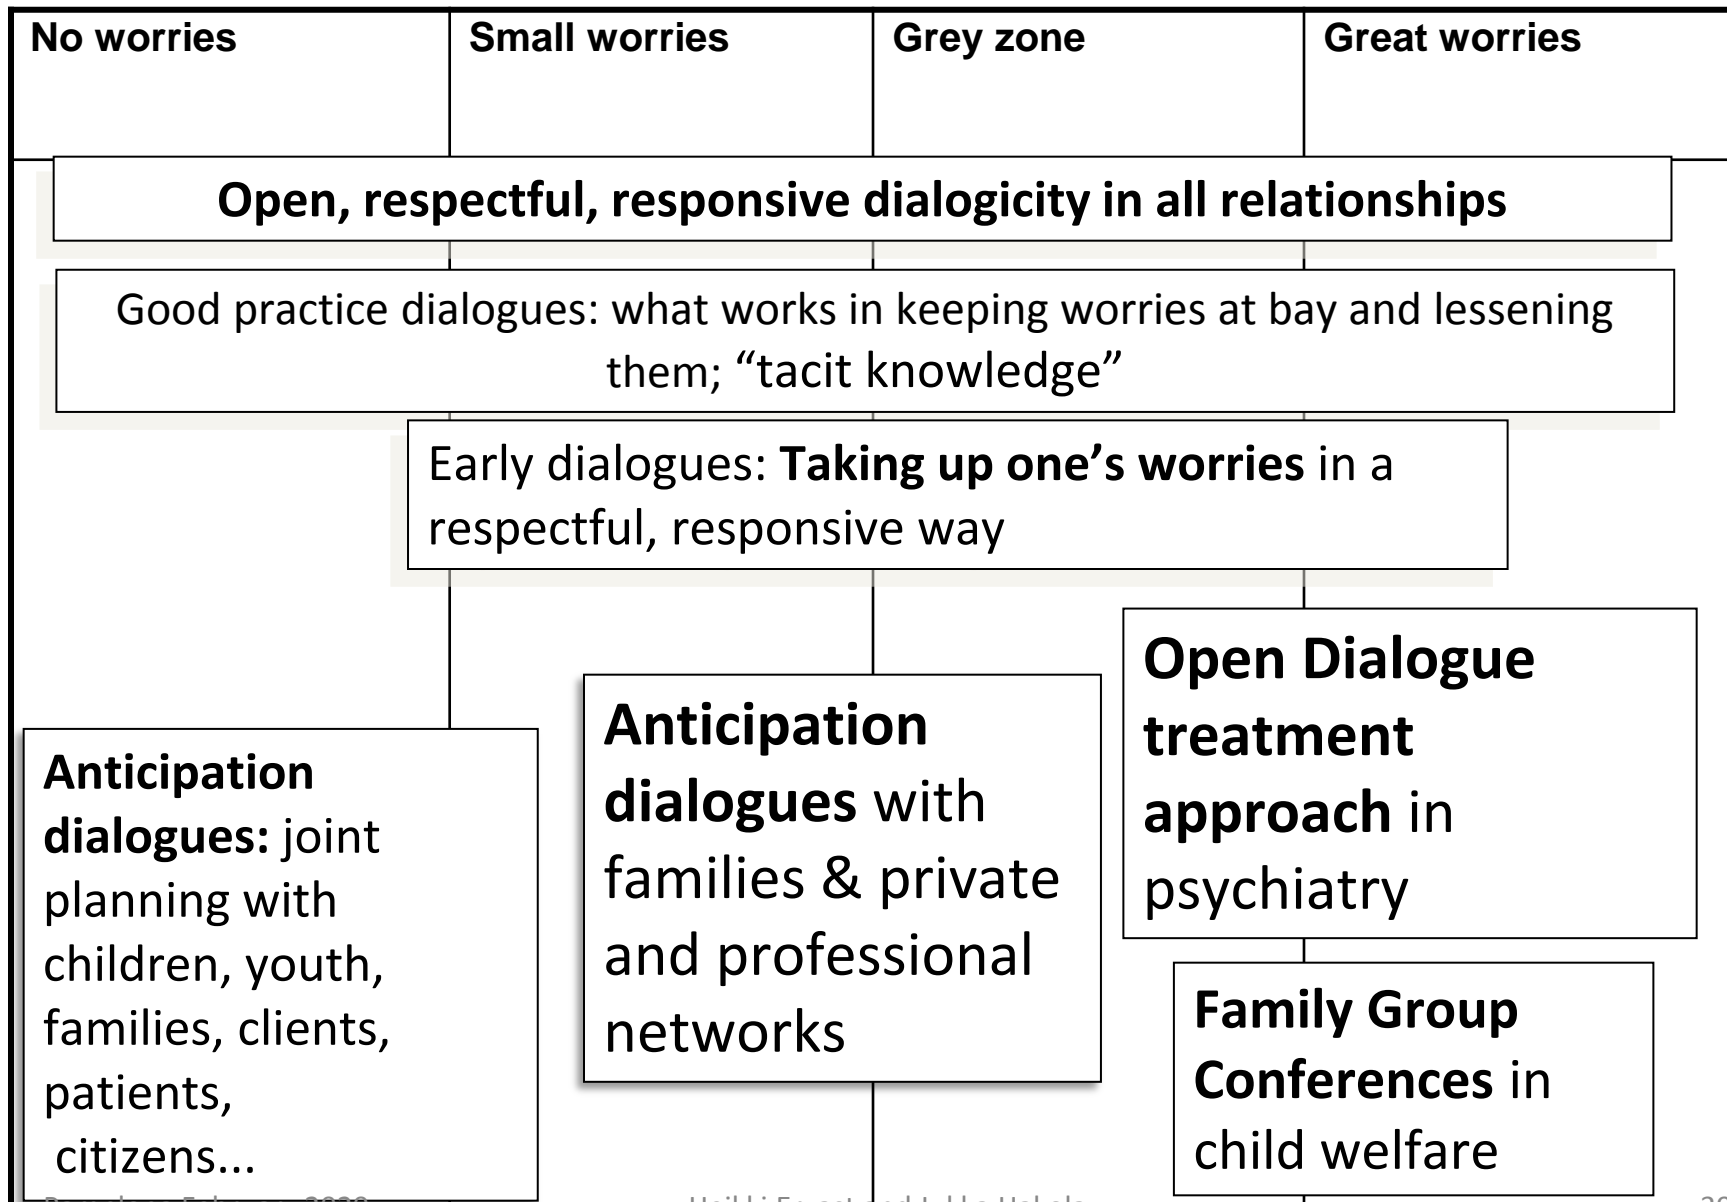 No worries
Small worries
Grey zone
Great worries
Open, respectful, responsive dialogicity in all relationships
Good practice dialogues: what works in keeping worries at bay and lessening
them; “tacit knowledge”
Early dialogues: Taking up one’s worries in a
respectful, responsive way
Anticipation
dialogues: joint
planning with
children, youth,
families, clients,
patients,
citizens...
Anticipation
dialogues with
families & private
and professional
networks
Open Dialogue
treatment
approach in
psychiatry
Family Group
Conferences in
child welfare